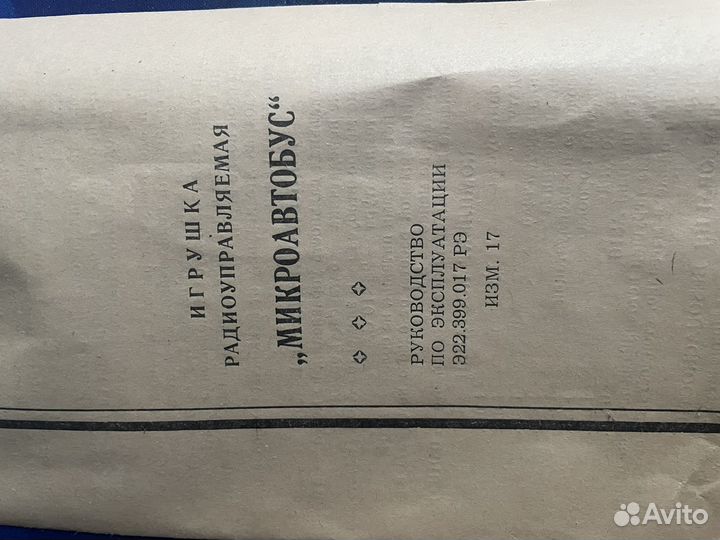 ИГРУШКА
РАДИОУПРАВЛЯЕМАЯ
„МИКРОАВТОБУС“
РУКОВОДСТВО
ПО ЭКСПЛУАТАЦИИ
Э22.399.017 РЭ
ИЗМ. 17
Avito